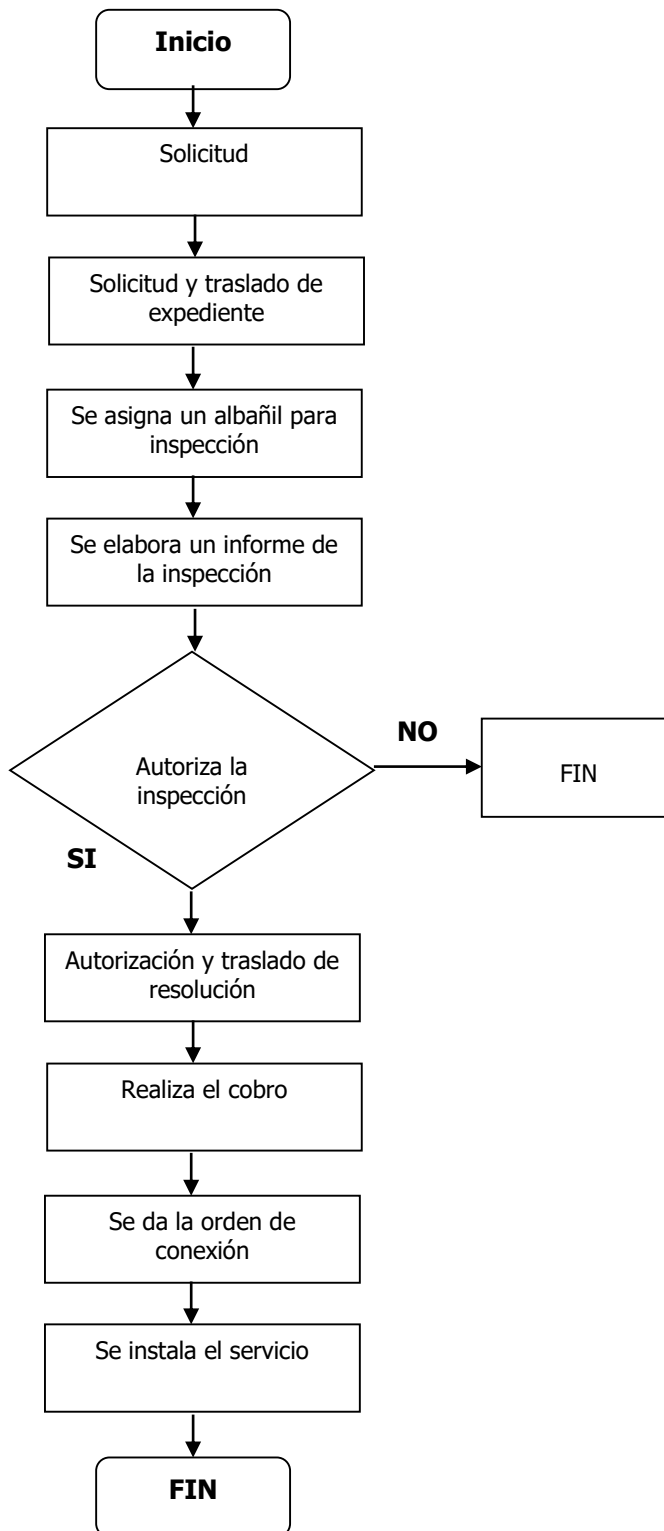 Inicio
Solicitud
Solicitud y traslado de
expediente
Se asigna un albañil para
inspección
Se elabora un informe de
la inspección
Autoriza la
inspección
NO
FIN
SI
Autorización y traslado de
resolución
Realiza el cobro
Se da la orden de
conexión
Se instala el servicio
FIN